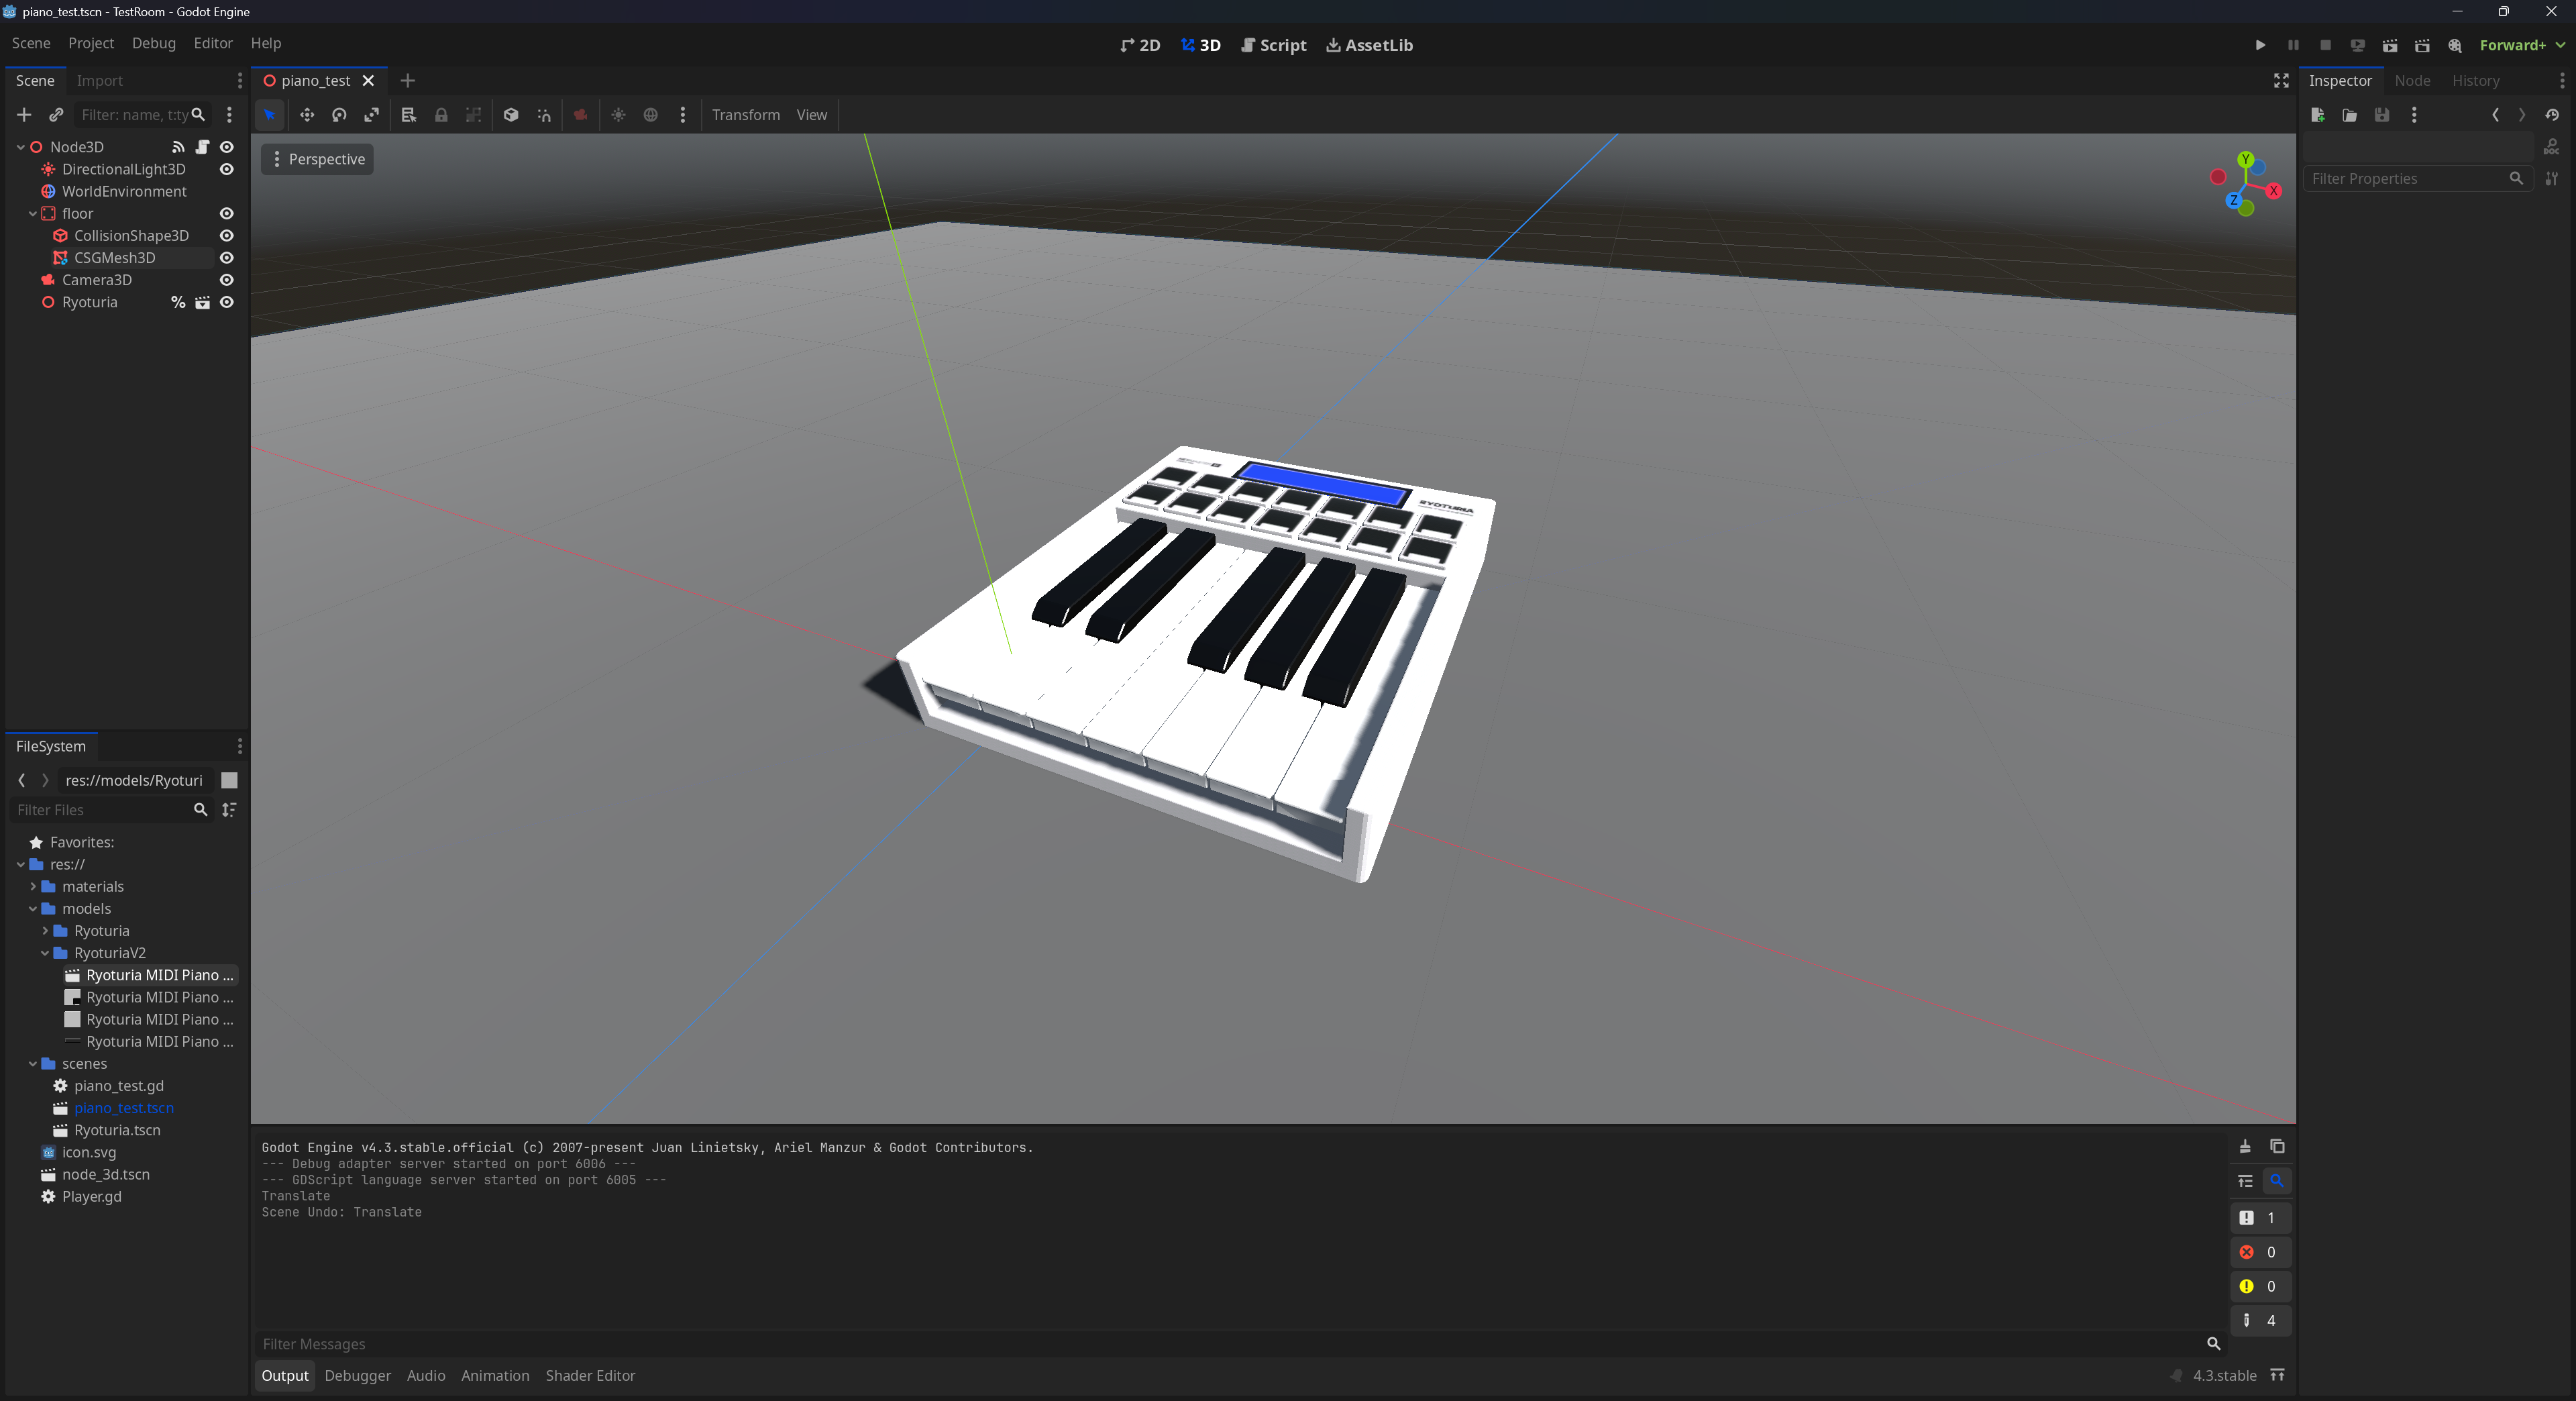 piano_test.tscn - TestRoom - Godot Engine
Scene Project Debug Editor Help
2D 3D Script AssetLib
Forward+
Scene Import
Filter: name, t:ty
Node3D
DirectionalLight3D
WorldEnvironment
floor
CollisionShape3D
CSGMesh3D
Camera3D
Ryoturia
%
FileSystem
res://models/Ryoturi
Filter Files
Favorites:
res://
materials
models
Ryoturia
RyoturiaV2
Ryoturia MIDI Piano ...
Ryoturia MIDI Piano ...
Ryoturia MIDI Piano ...
Ryoturia MIDI Piano ...
scenes
piano_test.gd
piano_test.tscn
Ryoturia.tscn
icon.svg
node_3d.tscn
Player.gd
piano_test
Transform View
Perspective
Y
X
Z
RYOTURIA
Godot Engine v4.3.stable.official (c) 2007-present Juan Linietsky, Ariel Manzur & Godot Contributors.
--- Debug adapter server started on port 6006 ---
--- GDScript language server started on port 6005 ---
Translate
Scene Undo: Translate
1
0
0
4
Filter Messages
Output Debugger Audio Animation Shader Editor
4.3.stable
Inspector Node History
DOC
Filter Properties